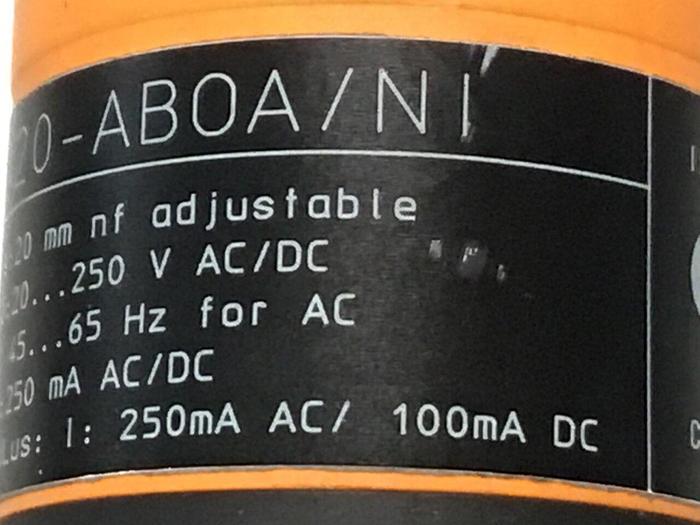 20-ABOA/NI
20 mm nf adjustable
20...250 V AC/DC
45...65 Hz for AC
250 mA AC/DC
Lus: I: 250mA AC/ 100mA DC